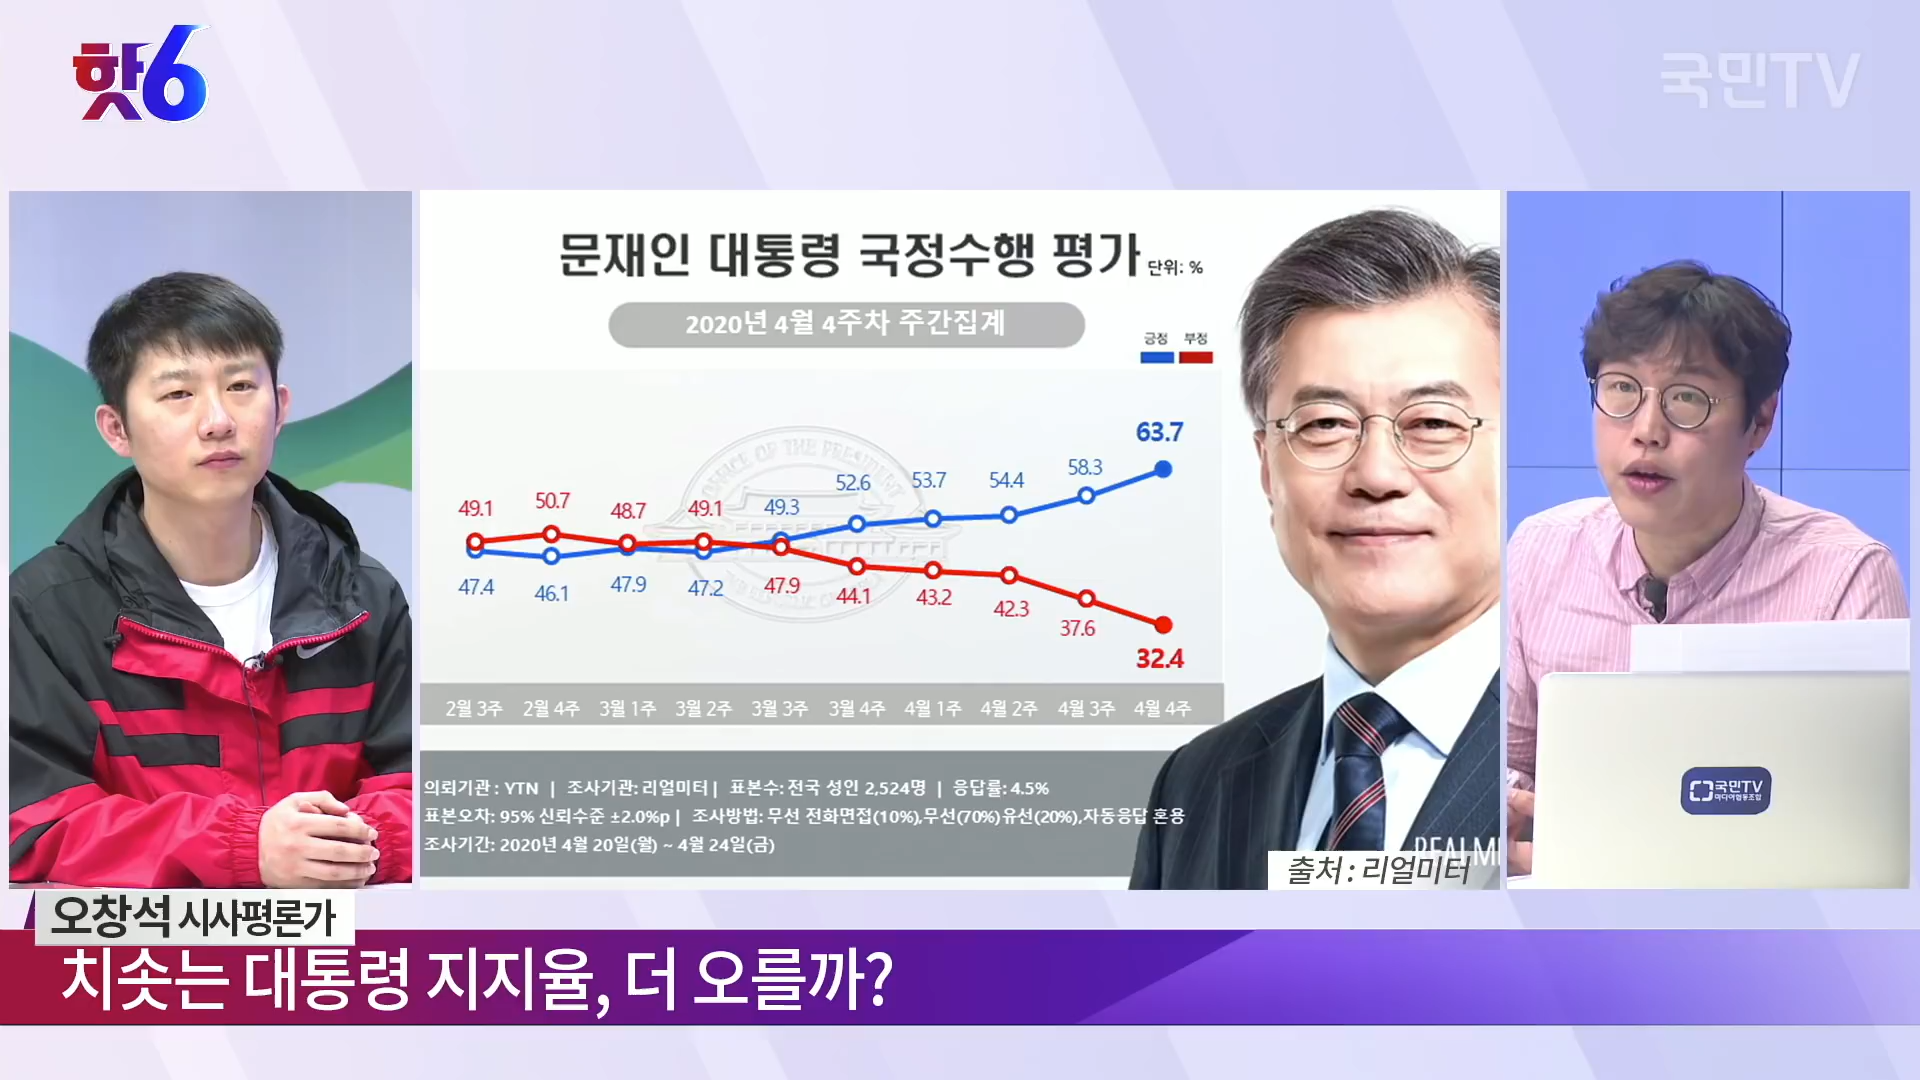 핫6
국민TV
문재인 대통령 국정수행 평가 단위: %
2020년 4월 4주차 주간집계
긍정 부정
OFFICE OF THE PRESIDENT
49.1 50.7 48.7 49.1 49.3 52.6 53.7 54.4 58.3 63.7
47.4 46.1 47.9 47.2 47.9 44.1 43.2 42.3 37.6 32.4
2월 3주 2월 4주 3월 1주 3월 2주 3월 3주 3월 4주 4월 1주 4월 2주 4월 3주 4월 4주
의뢰기관 : YTN | 조사기관: 리얼미터 | 표본수: 전국 성인 2,524명 | 응답률: 4.5%
표본오차: 95% 신뢰수준 ±2.0%p | 조사방법: 무선 전화면접(10%),무선(70%)유선(20%),자동응답 혼용
조사기간: 2020년 4월 20일(월) ~ 4월 24일(금)
출처 : 리얼미터
국민TV
미디어협동조합
오창석 시사평론가
치솟는 대통령 지지율, 더 오를까?